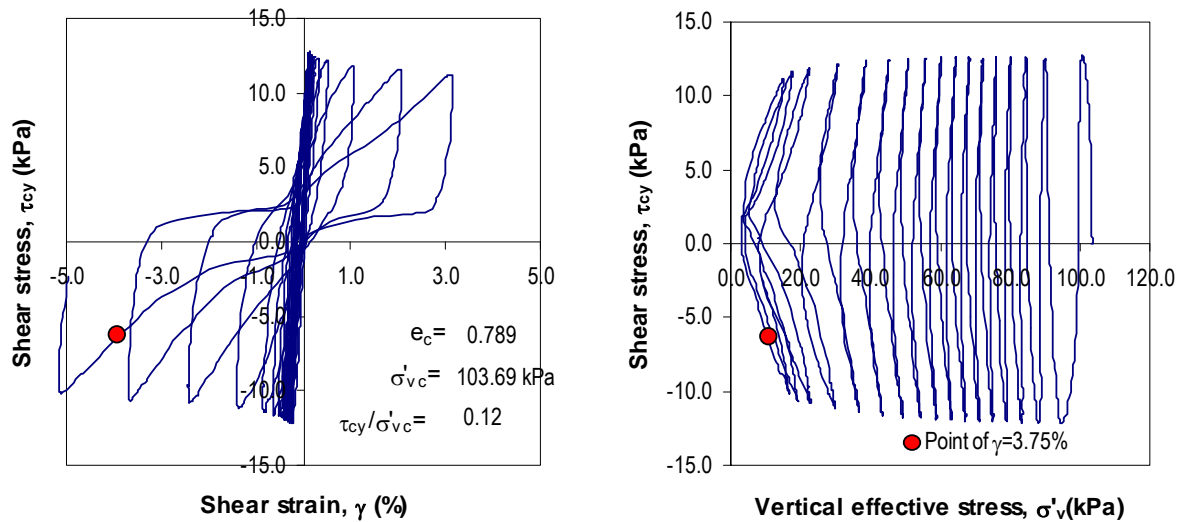 15.0
10.0
5.0
0.0
-5.0
-10.0
-15.0
-5.0 -3.0 -1.0 1.0 3.0 5.0
Shear stress, τcy (kPa)
Shear strain, γ (%)
ec= 0.789
σ'vc= 103.69 kPa
τcy/σ'vc= 0.12
15.0
10.0
5.0
0.0
-5.0
-10.0
-15.0
0.0 20.0 40.0 60.0 80.0 100.0 120.0
Shear stress, τcy (kPa)
Point of γ=3.75%
Vertical effective stress, σ'v(kPa)